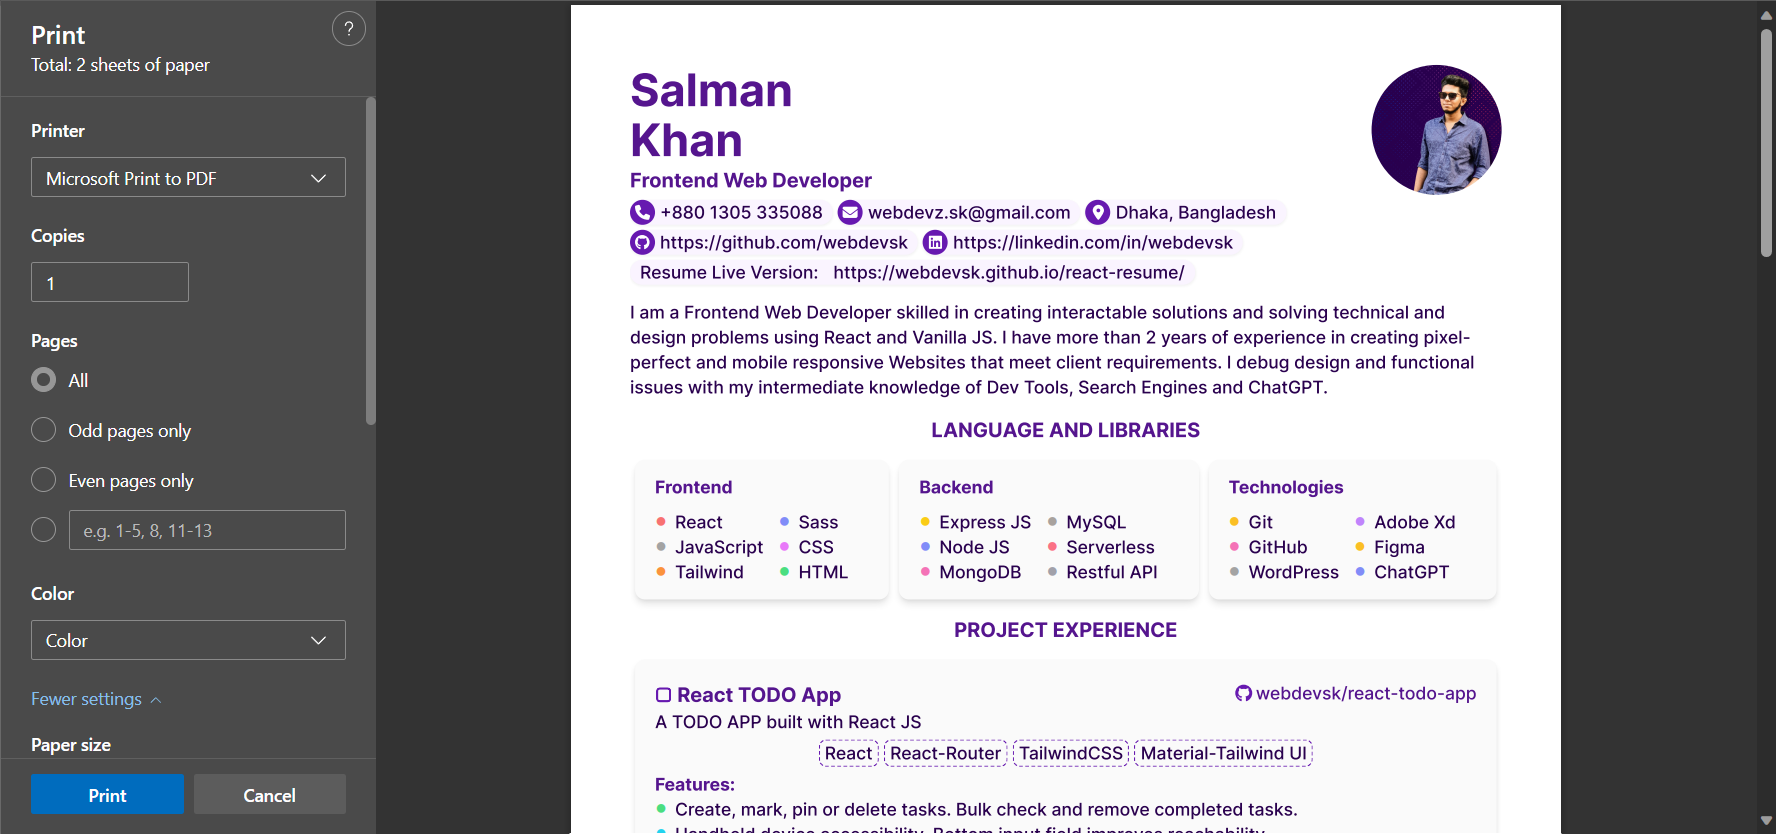 Print
?
Total: 2 sheets of paper
Printer
Microsoft Print to PDF
Copies
1
Pages
All
Odd pages only
Even pages only
e.g. 1-5, 8, 11-13
Color
Color
Fewer settings
Paper size
Print
Cancel
Salman
Khan
Frontend Web Developer
+880 1305 335088 webdevz.sk@gmail.com Dhaka, Bangladesh
https://github.com/webdevsk https://linkedin.com/in/webdevsk
Resume Live Version: https://webdevsk.github.io/react-resume/
I am a Frontend Web Developer skilled in creating interactable solutions and solving technical and
design problems using React and Vanilla JS. I have more than 2 years of experience in creating pixel-
perfect and mobile responsive Websites that meet client requirements. I debug design and functional
issues with my intermediate knowledge of Dev Tools, Search Engines and ChatGPT.
LANGUAGE AND LIBRARIES
Frontend
React Sass
JavaScript CSS
Tailwind HTML
Backend
Express JS MySQL
Node JS Serverless
MongoDB Restful API
Technologies
Git Adobe Xd
GitHub Figma
WordPress ChatGPT
PROJECT EXPERIENCE
React TODO App webdevsk/react-todo-app
A TODO APP built with React JS
React React-Router TailwindCSS Material-Tailwind UI
Features:
Create, mark, pin or delete tasks. Bulk check and remove completed tasks.
Handheld device accessibility. Bottom input field improves reachability.